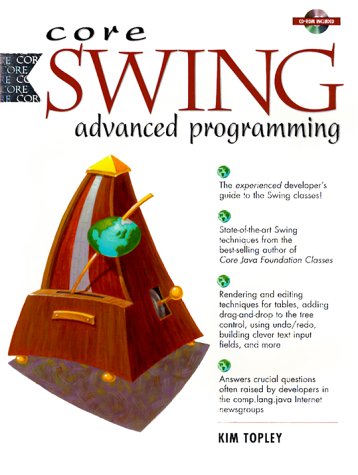 core
CD-ROM INCLUDED
CORE
CORE
CORE
SWING
advanced programming
The experienced developer's
guide to the Swing classes!
State-of-the-art Swing
techniques from the
best-selling author of
Core Java Foundation Classes
Rendering and editing
techniques for tables, adding
drag-and-drop to the tree
control, using undo/redo,
building clever text input
fields, and more
Answers crucial questions
often raised by developers in
the comp.lang.java Internet
newsgroups
KIM TOPLEY